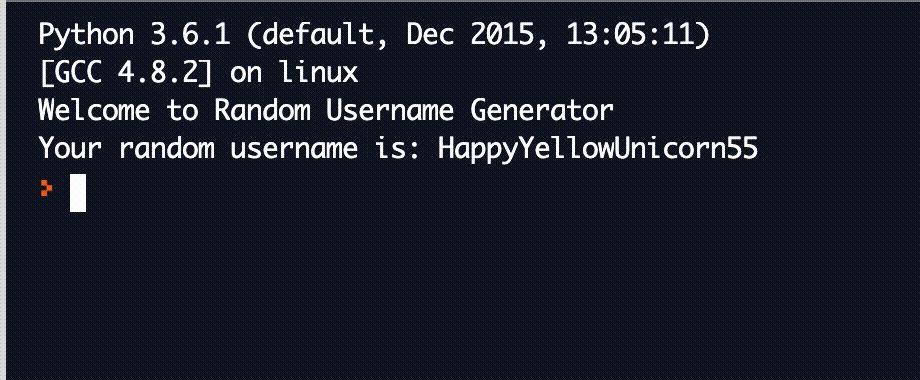 Python 3.6.1 (default, Dec 2015, 13:05:11)
[GCC 4.8.2] on linux
Welcome to Random Username Generator
Your random username is: HappyYellowUnicorn55
>